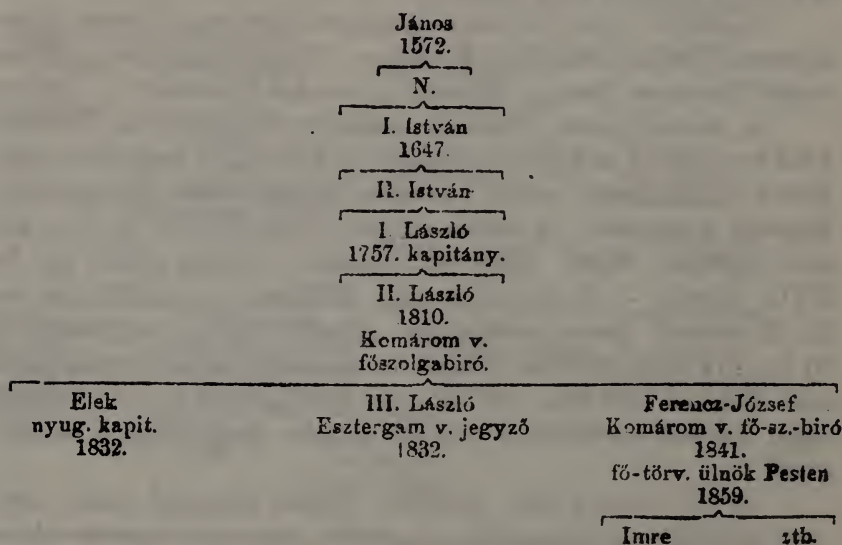 János
1572.
N.
I. István
1647.
II. István
I. László
1757. kapitány.
II. László
1810.
Komárom v.
főszolgabiró.
Elek
nyug. kapit.
1832.
III. László
Esztergam v. jegyző
1832.
Ferencz-József
Komárom v. fő-sz.-biró
1841.
fő-törv. ülnök Pesten
1859.
Imre ztb.